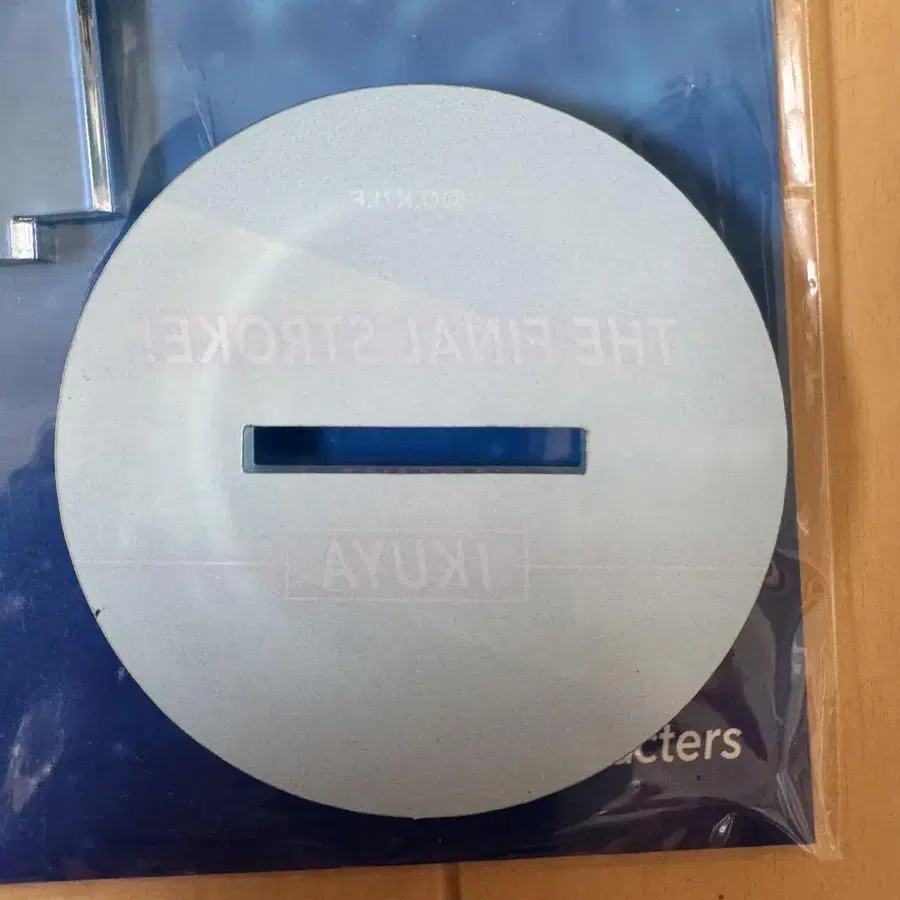 THE FINAL STROKE!
IKUYA
acters